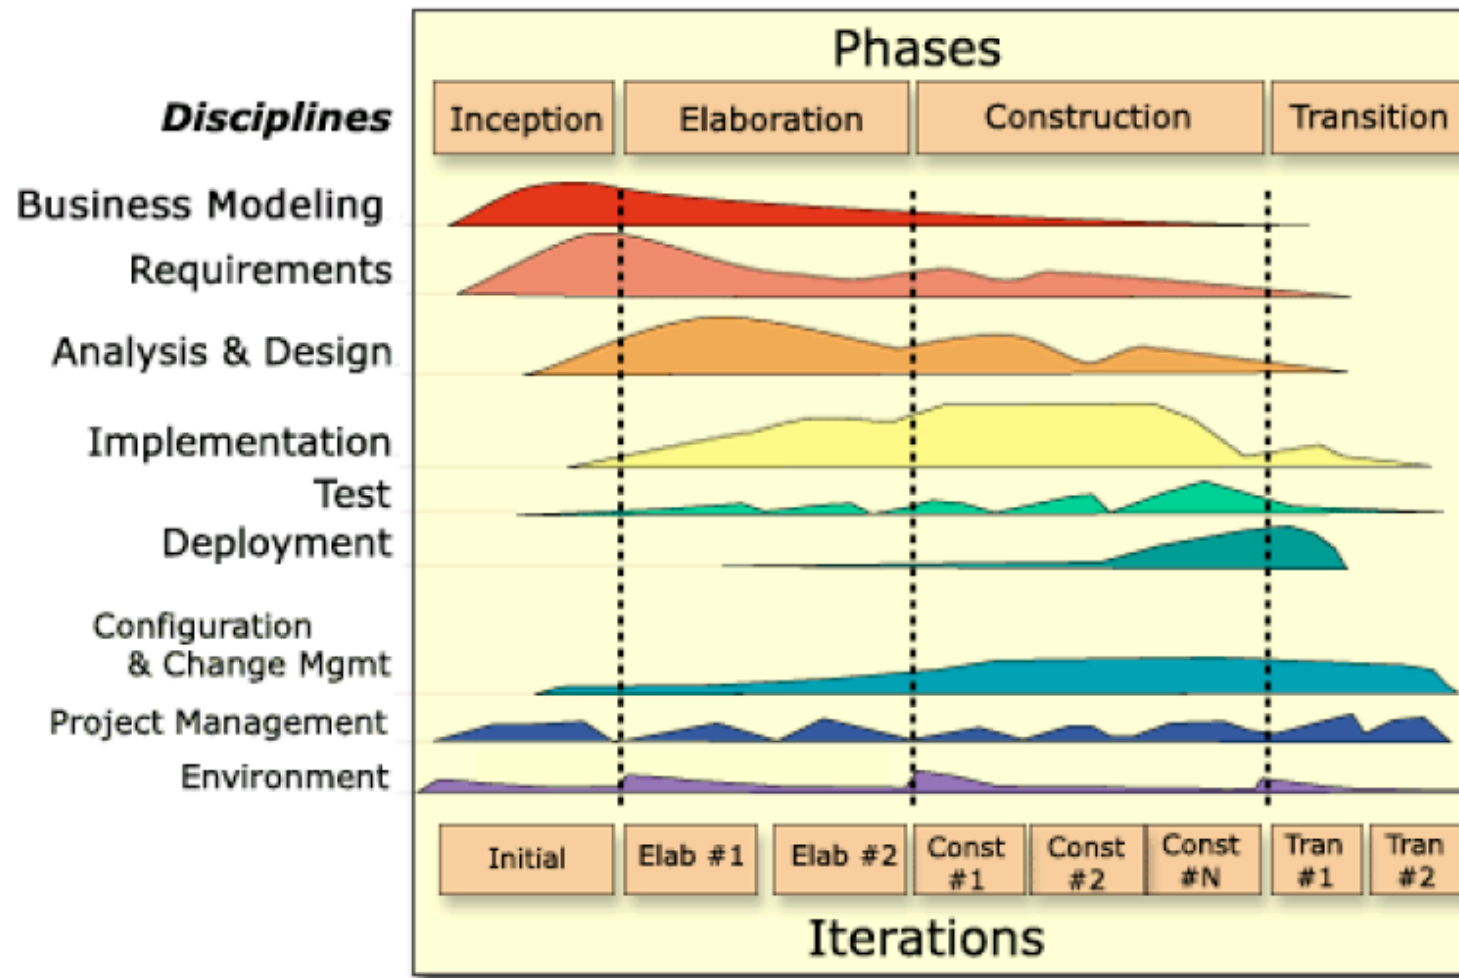 Phases
Disciplines
Inception
Elaboration
Construction
Transition
Business Modeling
Requirements
Analysis & Design
Implementation
Test
Deployment
Configuration
& Change Mgmt
Project Management
Environment
Initial
Elab #1
Elab #2
Const
#1
Const
#2
Const
#N
Tran
#1
Tran
#2
Iterations